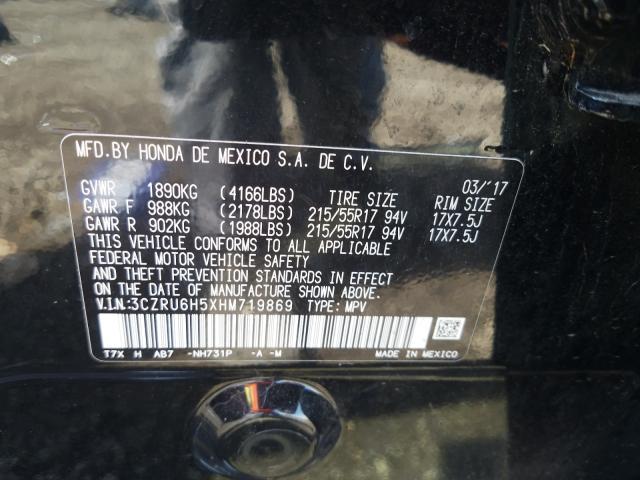 MFD.BY HONDA DE MEXICO S.A. DE C.V.
03/'17
GVWR 1890KG (4166LBS) TIRE SIZE RIM SIZE
GAWR F 988KG (2178LBS) 215/55R17 94V 17X7.5J
GAWR R 902KG (1988LBS) 215/55R17 94V 17X7.5J
THIS VEHICLE CONFORMS TO ALL APPLICABLE
FEDERAL MOTOR VEHICLE SAFETY
AND THEFT PREVENTION STANDARDS IN EFFECT
ON THE DATE OF MANUFACTURE SHOWN ABOVE.
V.I.N:3CZRU6H5XHM719869 TYPE: MPV
T7X H AB7 -NH731P -A -M MADE IN MEXICO